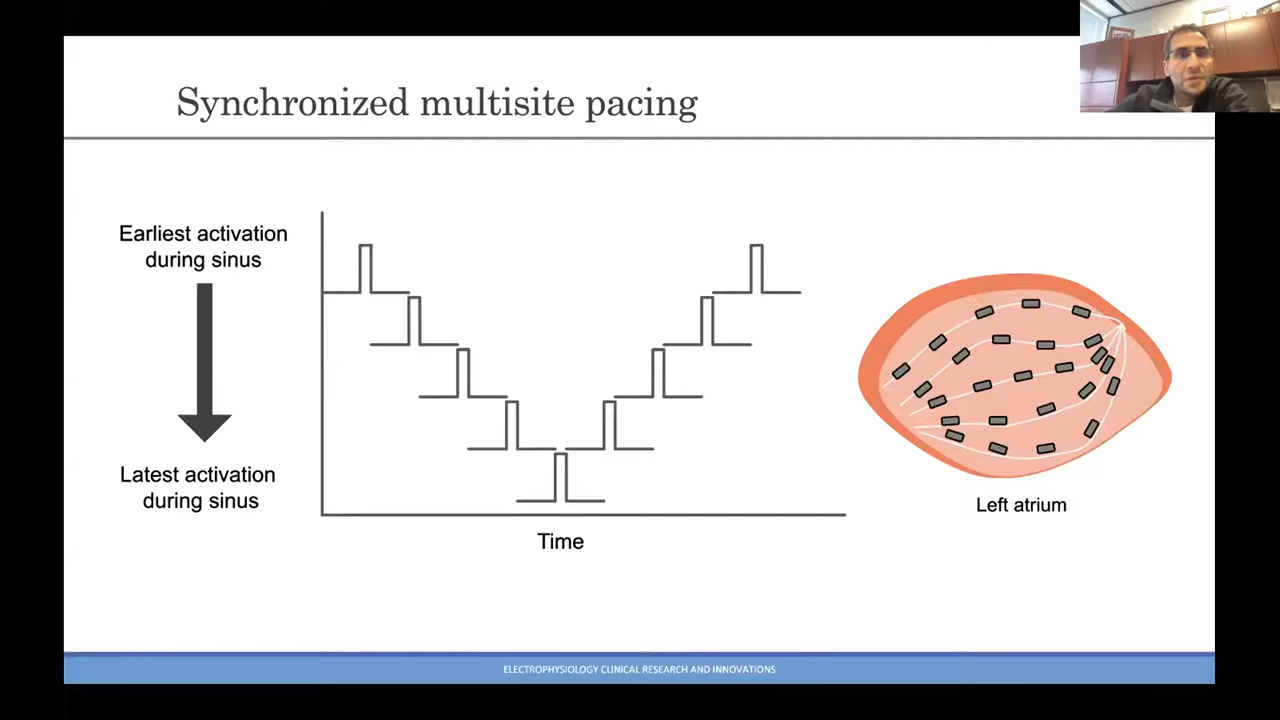 Synchronized multisite pacing
Earliest activation
during sinus
Latest activation
during sinus
Time
Left atrium
ELECTROPHYSIOLOGY CLINICAL RESEARCH AND INNOVATIONS